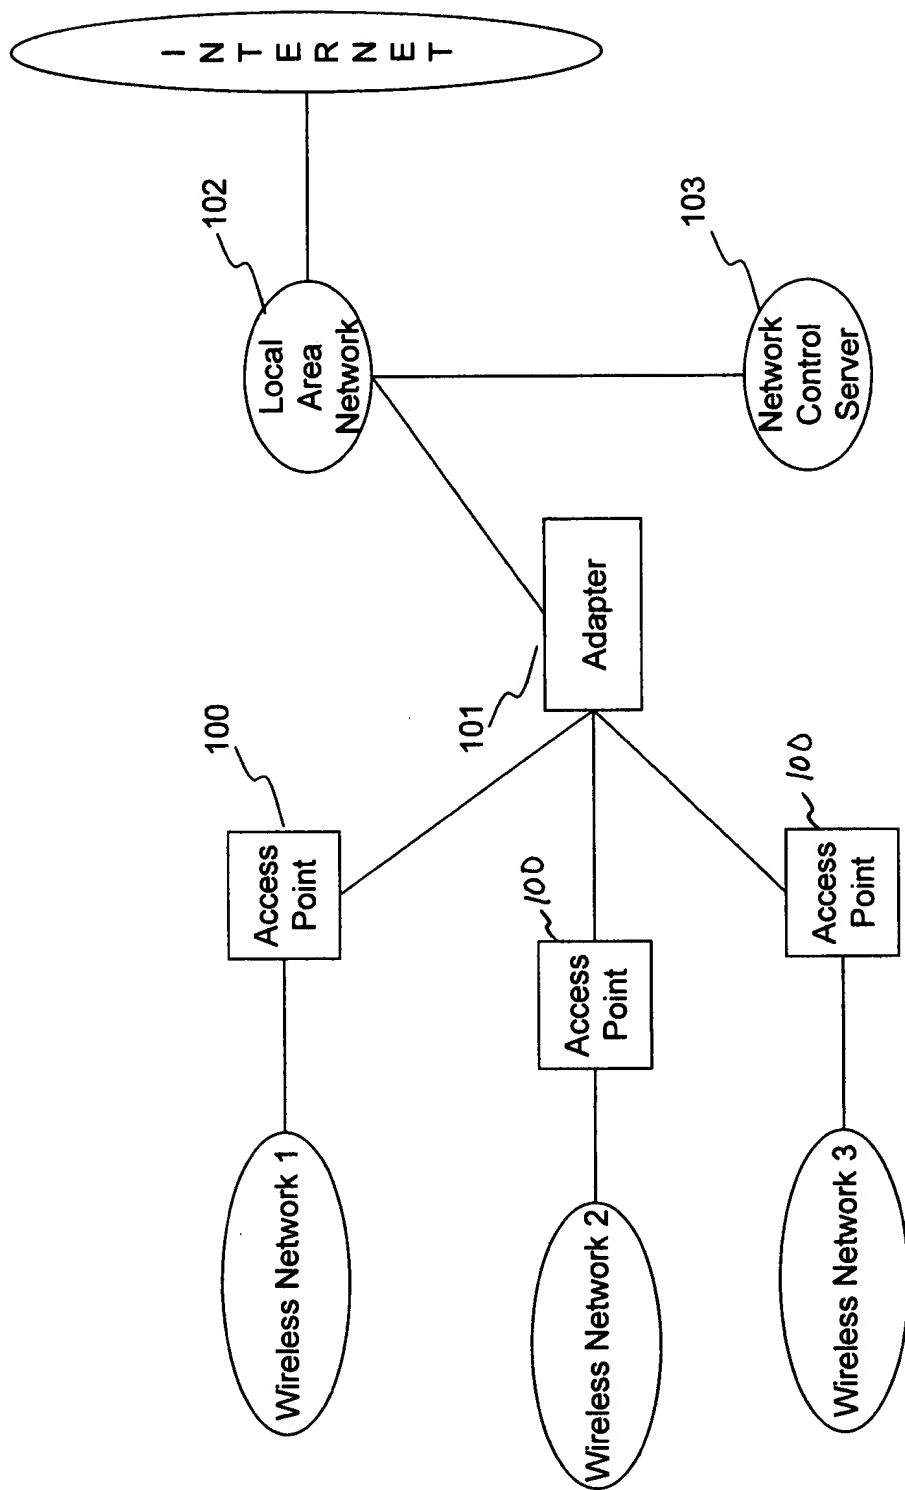 Wireless Network 1
Access
Point
100
Wireless Network 2
Access
Point
100
Wireless Network 3
Access
Point
100
101
Adapter
102
Local
Area
Network
103
Network
Control
Server
INTERNET